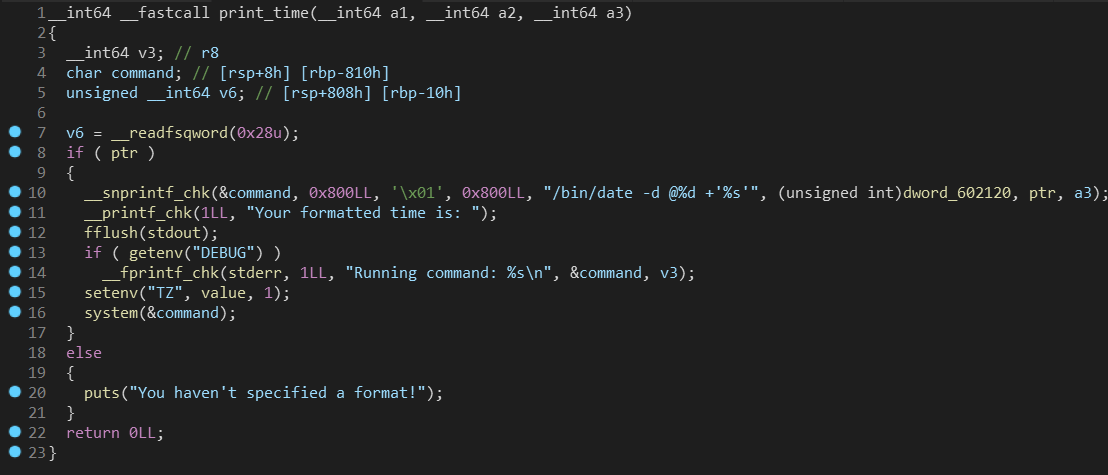 1 __int64 __fastcall print_time(__int64 a1, __int64 a2, __int64 a3)
2 {
3   __int64 v3; // r8
4   char command; // [rsp+8h] [rbp-810h]
5   unsigned __int64 v6; // [rsp+808h] [rbp-10h]
6
7   v6 = __readfsqword(0x28u);
8   if ( ptr )
9   {
10     __snprintf_chk(&command, 0x800LL, '\x01', 0x800LL, "/bin/date -d @%d +'%s'", (unsigned int)dword_602120, ptr, a3);
11     __printf_chk(1LL, "Your formatted time is: ");
12     fflush(stdout);
13     if ( getenv("DEBUG") )
14       __fprintf_chk(stderr, 1LL, "Running command: %s\n", &command, v3);
15     setenv("TZ", value, 1);
16     system(&command);
17   }
18   else
19   {
20     puts("You haven't specified a format!");
21   }
22   return 0LL;
23 }